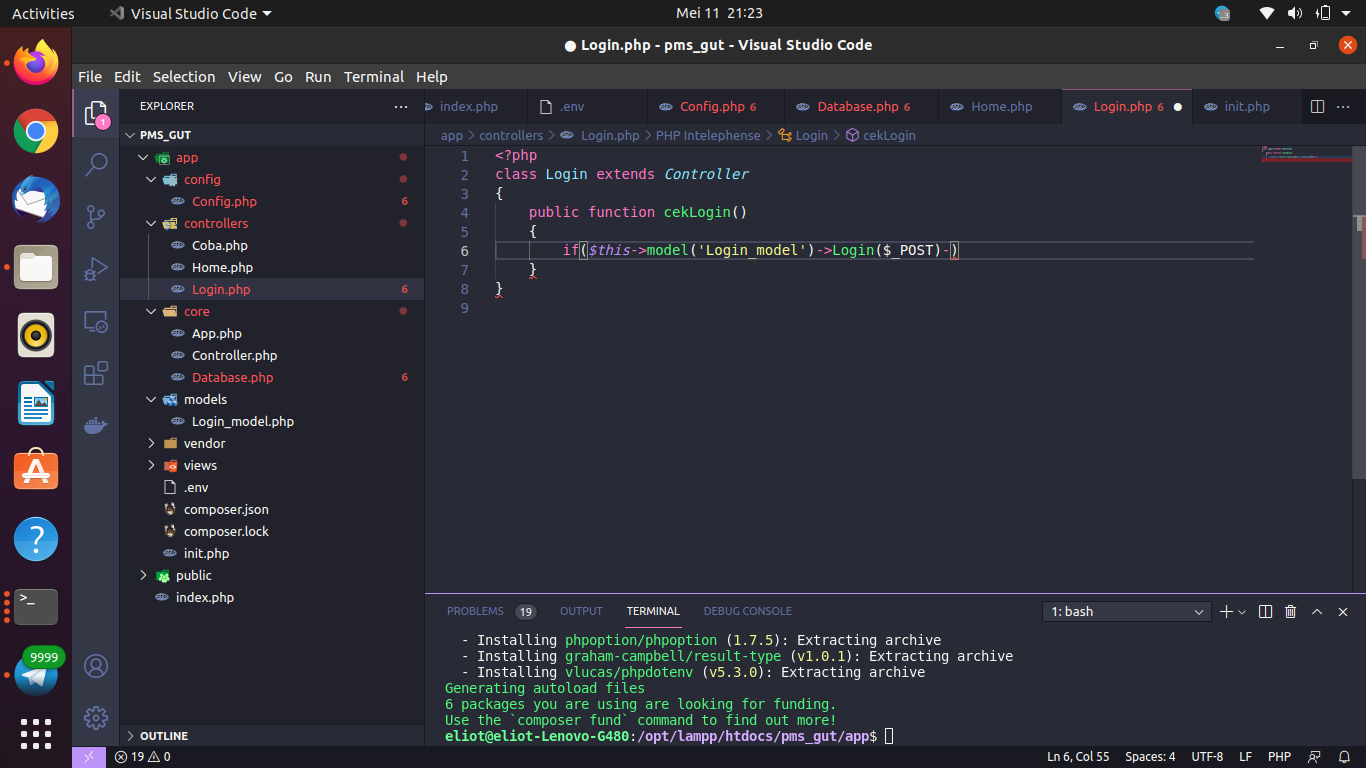 Activities
Visual Studio Code
Mei 11 21:23
● Login.php - pms_gut - Visual Studio Code
File Edit Selection View Go Run Terminal Help
1
EXPLORER
PMS_GUT
app
config
Config.php 6
controllers
Coba.php
Home.php
Login.php 6
core
App.php
Controller.php
Database.php 6
models
Login_model.php
vendor
views
.env
composer.json
composer.lock
init.php
public
index.php
OUTLINE
index.php .env Config.php 6 Database.php 6 Home.php Login.php 6 ● init.php
app > controllers > Login.php > PHP Intelephense > Login > cekLogin
1 <?php
2 class Login extends Controller
3 {
4 public function cekLogin()
5 {
6 if($this->model('Login_model')->Login($_POST)-)
7 }
8 }
9
PROBLEMS 19 OUTPUT TERMINAL DEBUG CONSOLE
1: bash
- Installing phpoption/phpoption (1.7.5): Extracting archive
- Installing graham-campbell/result-type (v1.0.1): Extracting archive
- Installing vlucas/phpdotenv (v5.3.0): Extracting archive
Generating autoload files
6 packages you are using are looking for funding.
Use the `composer fund` command to find out more!
eliot@eliot-Lenovo-G480:/opt/lampp/htdocs/pms_gut/app$
9999
19 0
Ln 6, Col 55 Spaces: 4 UTF-8 LF PHP